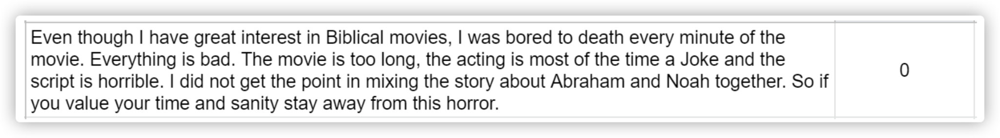 Even though I have great interest in Biblical movies, I was bored to death every minute of the
movie. Everything is bad. The movie is too long, the acting is most of the time a Joke and the
script is horrible. I did not get the point in mixing the story about Abraham and Noah together. So if
you value your time and sanity stay away from this horror.
0